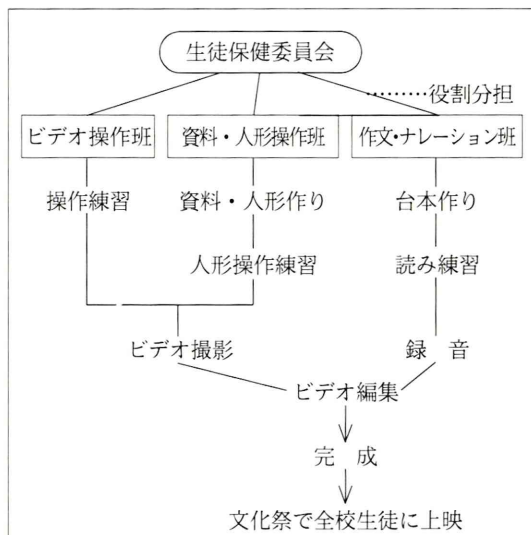 生徒保健委員会
………役割分担
ビデオ操作班
資料・人形操作班
作文・ナレーション班
操作練習
資料・人形作り
台本作り
人形操作練習
読み練習
ビデオ撮影
録　音
ビデオ編集
完　成
文化祭で全校生徒に上映